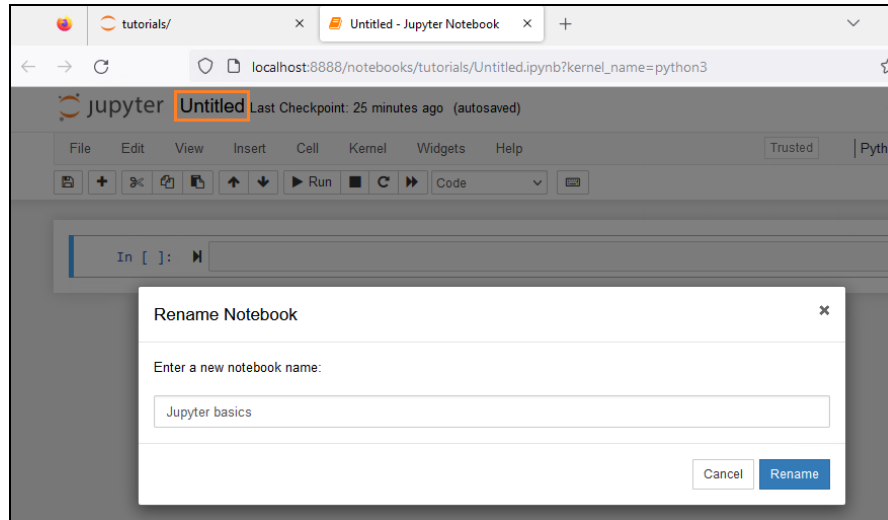 tutorials/
Untitled - Jupyter Notebook
localhost:8888/notebooks/tutorials/Untitled.ipynb?kernel_name=python3
jupyter Untitled Last Checkpoint: 25 minutes ago (autosaved)
File Edit View Insert Cell Kernel Widgets Help Trusted Pyth
Run Code
In [ ]:
Rename Notebook
Enter a new notebook name:
Jupyter basics
Cancel Rename